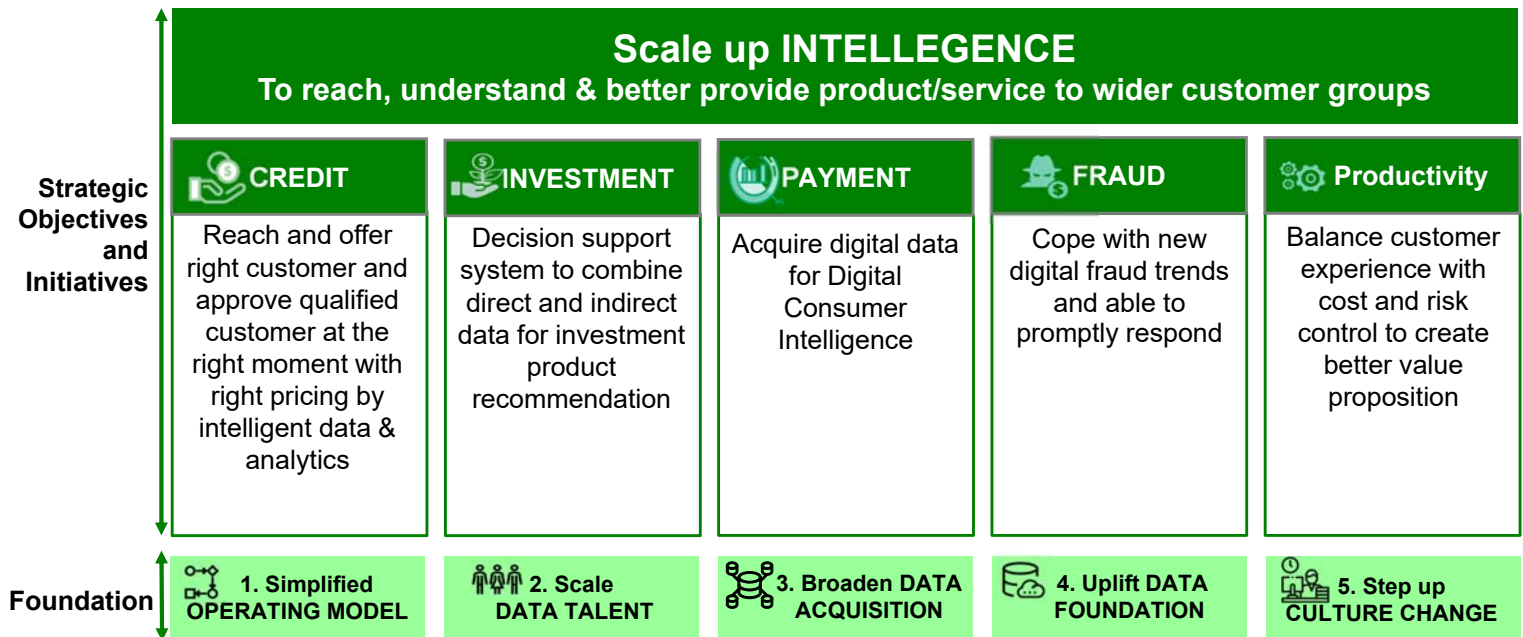 Scale up INTELLEGENCE
To reach, understand & better provide product/service to wider customer groups
Strategic
Objectives
and
Initiatives
CREDIT
Reach and offer
right customer and
approve qualified
customer at the
right moment with
right pricing by
intelligent data &
analytics
INVESTMENT
Decision support
system to combine
direct and indirect
data for investment
product
recommendation
PAYMENT
Acquire digital data
for Digital
Consumer
Intelligence
FRAUD
Cope with new
digital fraud trends
and able to
promptly respond
Productivity
Balance customer
experience with
cost and risk
control to create
better value
proposition
Foundation
1. Simplified
OPERATING MODEL
2. Scale
DATA TALENT
3. Broaden DATA
ACQUISITION
4. Uplift DATA
FOUNDATION
5. Step up
CULTURE CHANGE